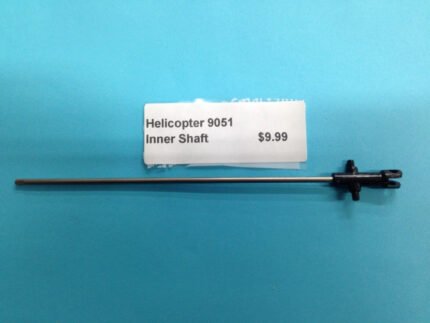 Helicopter 9051
Inner Shaft $9.99